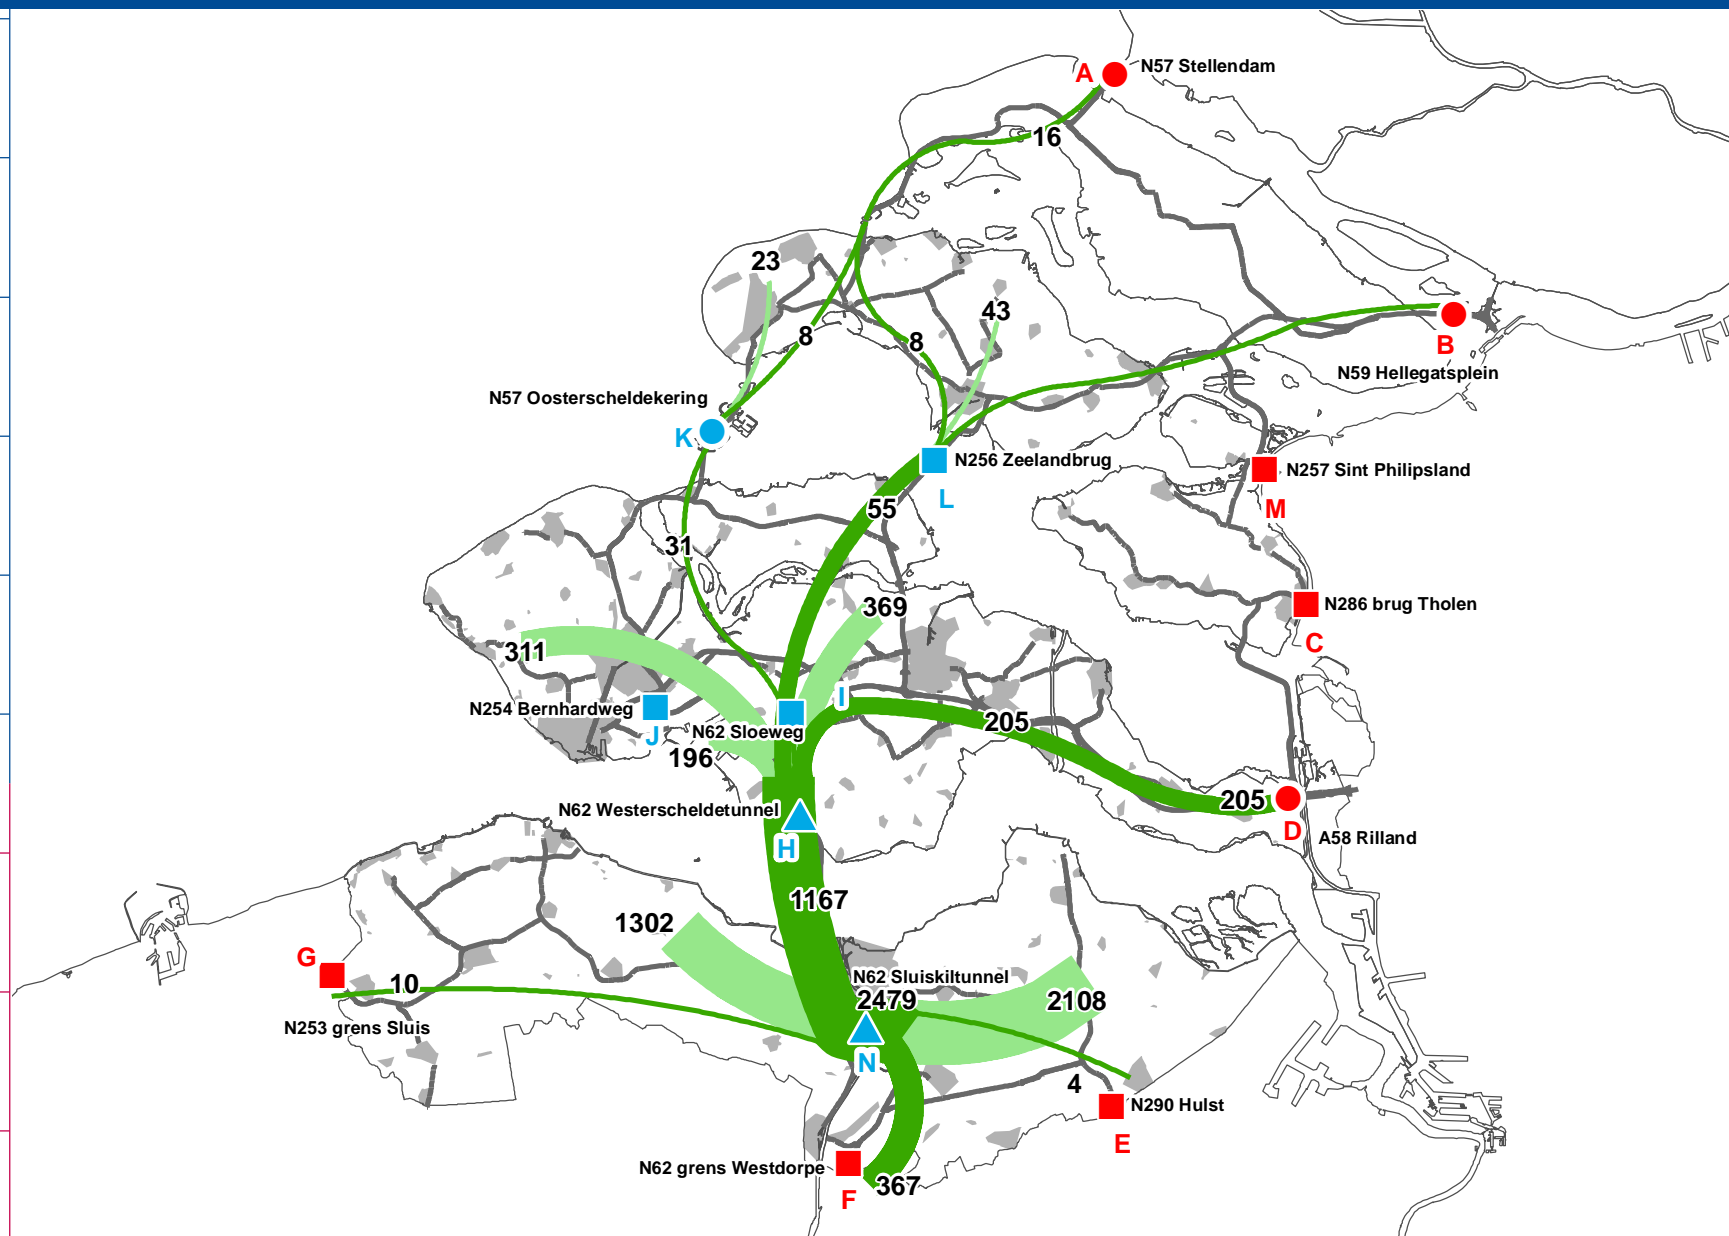 A
N57 Stellendam
16
23
43
8
8
B
N59 Hellegatsplein
N57 Oosterscheldekering
K
N256 Zeelandbrug
L
N257 Sint Philipsland
M
55
31
369
N286 brug Tholen
C
311
I
N254 Bernhardweg
J
N62 Sloeweg
205
196
205
D
N62 Westerscheldetunnel
H
A58 Rilland
1167
1302
G
10
N62 Sluiskiltunnel
2479
2108
N253 grens Sluis
N
4
N290 Hulst
E
N62 grens Westdorpe
F
367